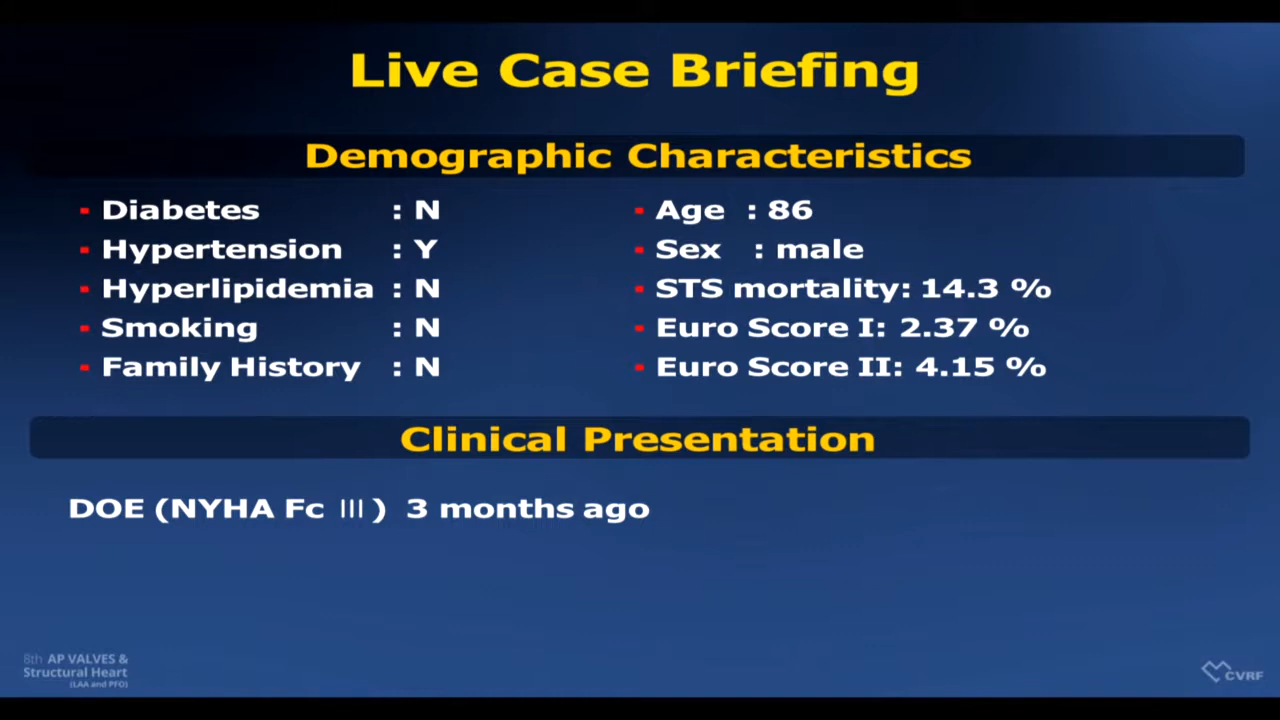 Live Case Briefing
Demographic Characteristics
- Diabetes : N
- Hypertension : Y
- Hyperlipidemia : N
- Smoking : N
- Family History : N
- Age : 86
- Sex : male
- STS mortality: 14.3 %
- Euro Score I: 2.37 %
- Euro Score II: 4.15 %
Clinical Presentation
DOE (NYHA Fc III) 3 months ago
8th AP VALVES &
Structural Heart
(LAA and PFO)
CVRF